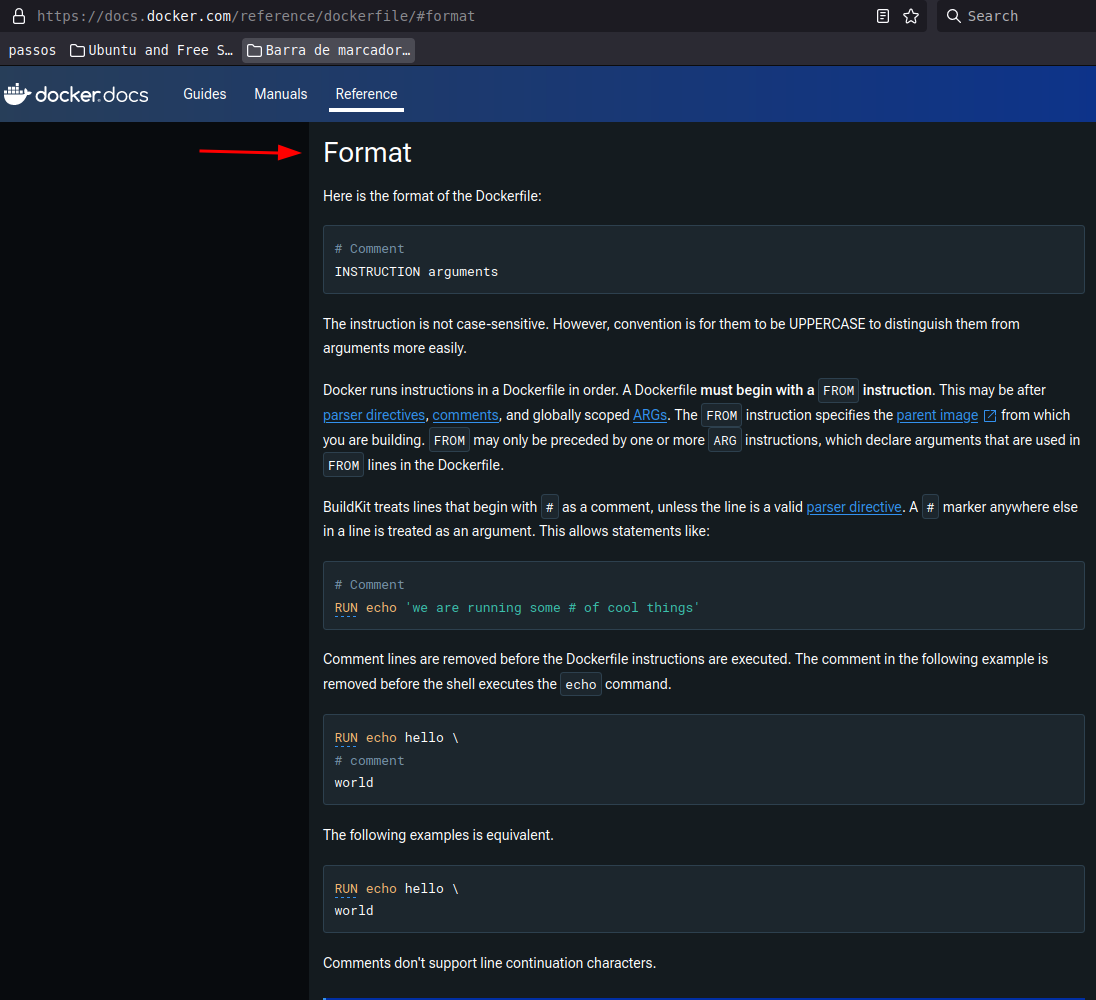 https://docs.docker.com/reference/dockerfile/#format
Search
passos
Ubuntu and Free S…
Barra de marcador…
docker.docs
Guides
Manuals
Reference
Format
Here is the format of the Dockerfile:
# Comment
INSTRUCTION arguments
The instruction is not case-sensitive. However, convention is for them to be UPPERCASE to distinguish them from
arguments more easily.
Docker runs instructions in a Dockerfile in order. A Dockerfile must begin with a FROM instruction. This may be after
parser directives, comments, and globally scoped ARGs. The FROM instruction specifies the parent image from which
you are building. FROM may only be preceded by one or more ARG instructions, which declare arguments that are used in
FROM lines in the Dockerfile.
BuildKit treats lines that begin with # as a comment, unless the line is a valid parser directive. A # marker anywhere else
in a line is treated as an argument. This allows statements like:
# Comment
RUN echo 'we are running some # of cool things'
Comment lines are removed before the Dockerfile instructions are executed. The comment in the following example is
removed before the shell executes the echo command.
RUN echo hello \
# comment
world
The following examples is equivalent.
RUN echo hello \
world
Comments don't support line continuation characters.